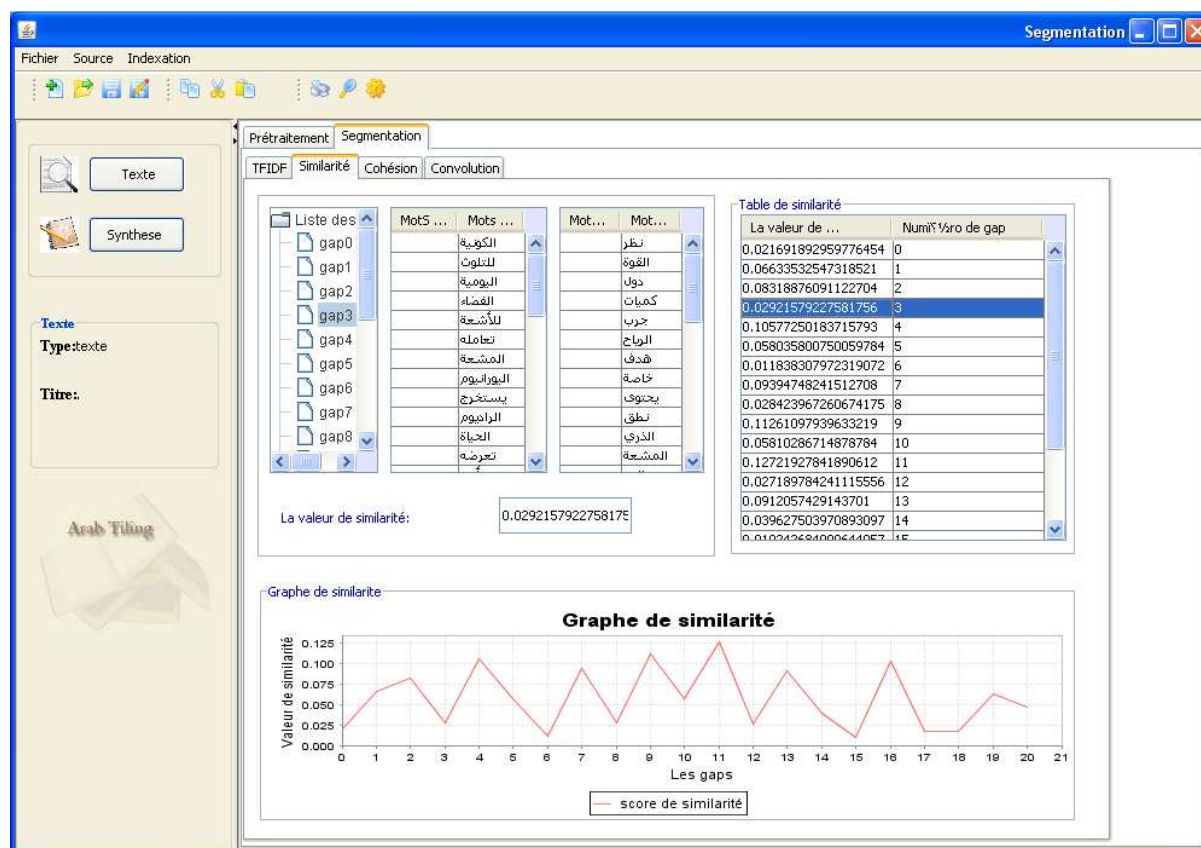 Segmentation
Fichier Source Indexation
Prétraitement Segmentation
TFIDF Similarité Cohésion Convolution
Texte
Synthese
Texte
Type:texte
Titre:.
Arab Tiling
Liste des
gap0
gap1
gap2
gap3
gap4
gap5
gap6
gap7
gap8
MotS ... Mots ...
الكونية
للتلوث
اليومية
الفضاء
للأشعة
تعامله
المشعة
اليورانيوم
يستخرج
الراديوم
الحياة
تعرضه
Mot... Mot...
نظر
القوة
دول
كميات
جرب
الرياح
هدف
خاصة
يحتوى
نطق
الذري
المشعة
La valeur de similarité: 0.029215792275817
Table de similarité
La valeur de ... Numï¿½ro de gap
0.021691892959776454 0
0.06633532547318521 1
0.08318876091122704 2
0.02921579227581756 3
0.10577250183715793 4
0.058035800750059784 5
0.011838307972319072 6
0.09394748241512708 7
0.028423967260674175 8
0.11261097939633219 9
0.05810286714878784 10
0.12721927841890612 11
0.027189784241115556 12
0.0912057429143701 13
0.039627503970893097 14
Graphe de similarite
Graphe de similarité
Valeur de similarité
0.125
0.100
0.075
0.050
0.025
0.000
0 1 2 3 4 5 6 7 8 9 10 11 12 13 14 15 16 17 18 19 20 21
Les gaps
score de similarité